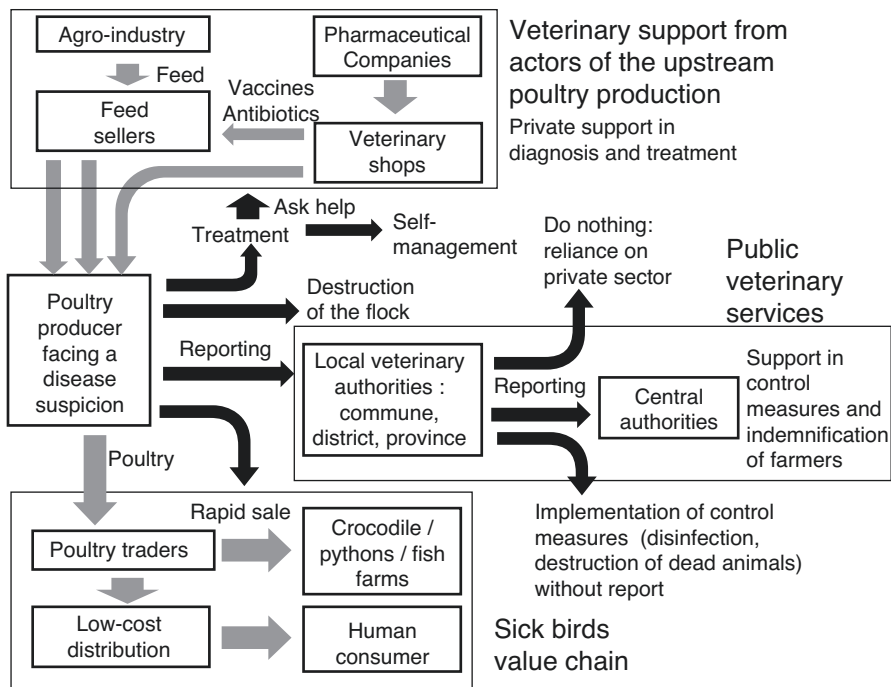 Agro-industry
Feed
Feed
sellers
Vaccines
Antibiotics
Pharmaceutical
Companies
Veterinary
shops
Veterinary support from
actors of the upstream
poultry production
Private support in
diagnosis and treatment
Ask help
Treatment
Self-
management
Destruction
of the flock
Poultry
producer
facing a
disease
suspicion
Reporting
Do nothing:
reliance on
private sector
Public
veterinary
services
Local veterinary
authorities :
commune,
district, province
Reporting
Central
authorities
Support in
control
measures and
indemnification
of farmers
Implementation of control
measures (disinfection,
destruction of dead animals)
without report
Poultry
Rapid sale
Poultry traders
Crocodile /
pythons / fish
farms
Low-cost
distribution
Human
consumer
Sick birds
value chain